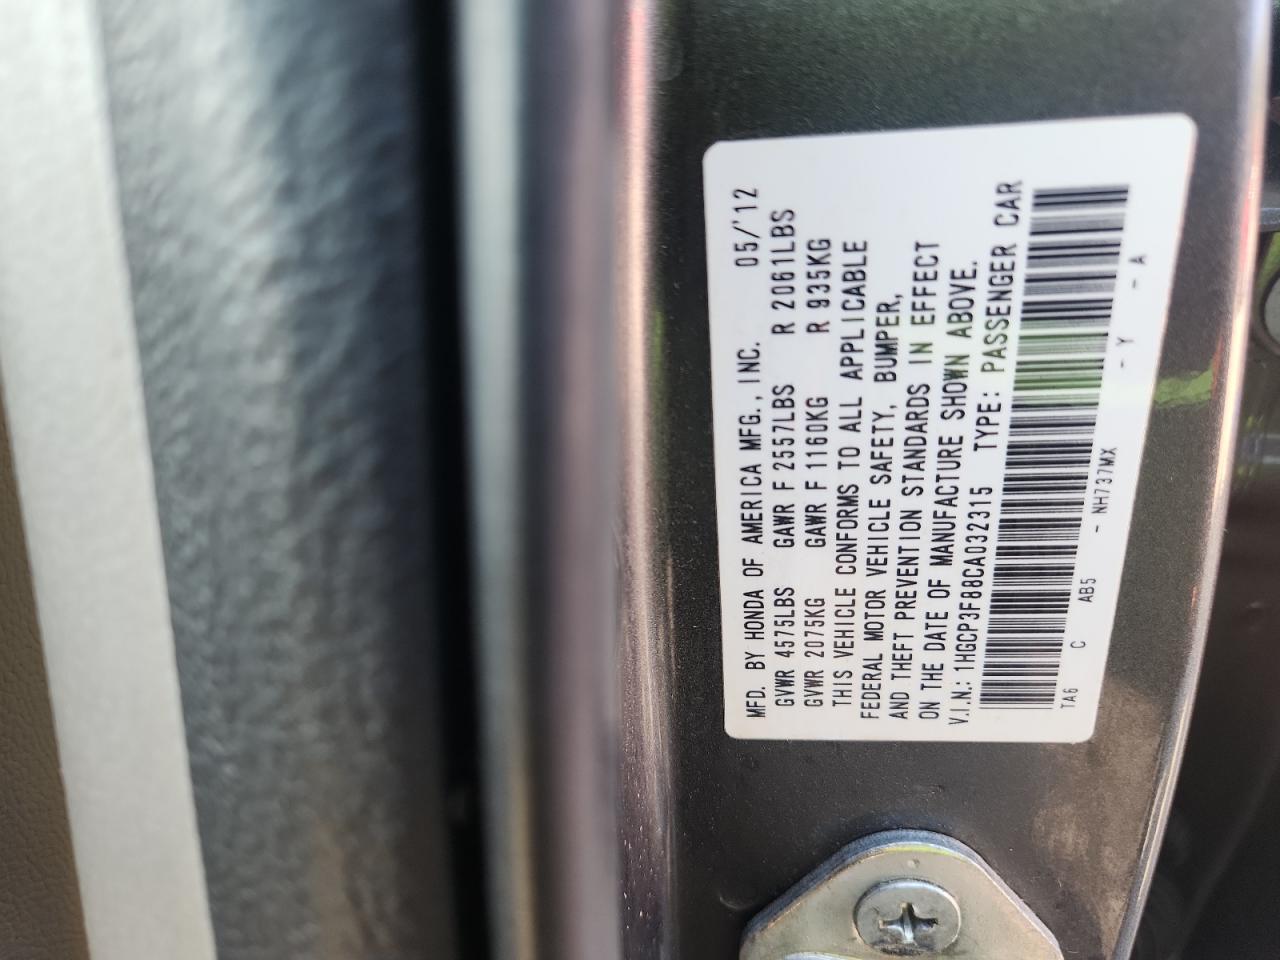 MFD. BY HONDA OF AMERICA MFG., INC. 05/'12
GVWR 4575LBS GAWR F 2557LBS R 2061LBS
GVWR 2075KG GAWR F 1160KG R 935KG
THIS VEHICLE CONFORMS TO ALL APPLICABLE
FEDERAL MOTOR VEHICLE SAFETY, BUMPER,
AND THEFT PREVENTION STANDARDS IN EFFECT
ON THE DATE OF MANUFACTURE SHOWN ABOVE.
V.I.N.: 1HGCP3F88CA032315 TYPE: PASSENGER CAR
TA6 C AB5 - NH737MX - Y - A